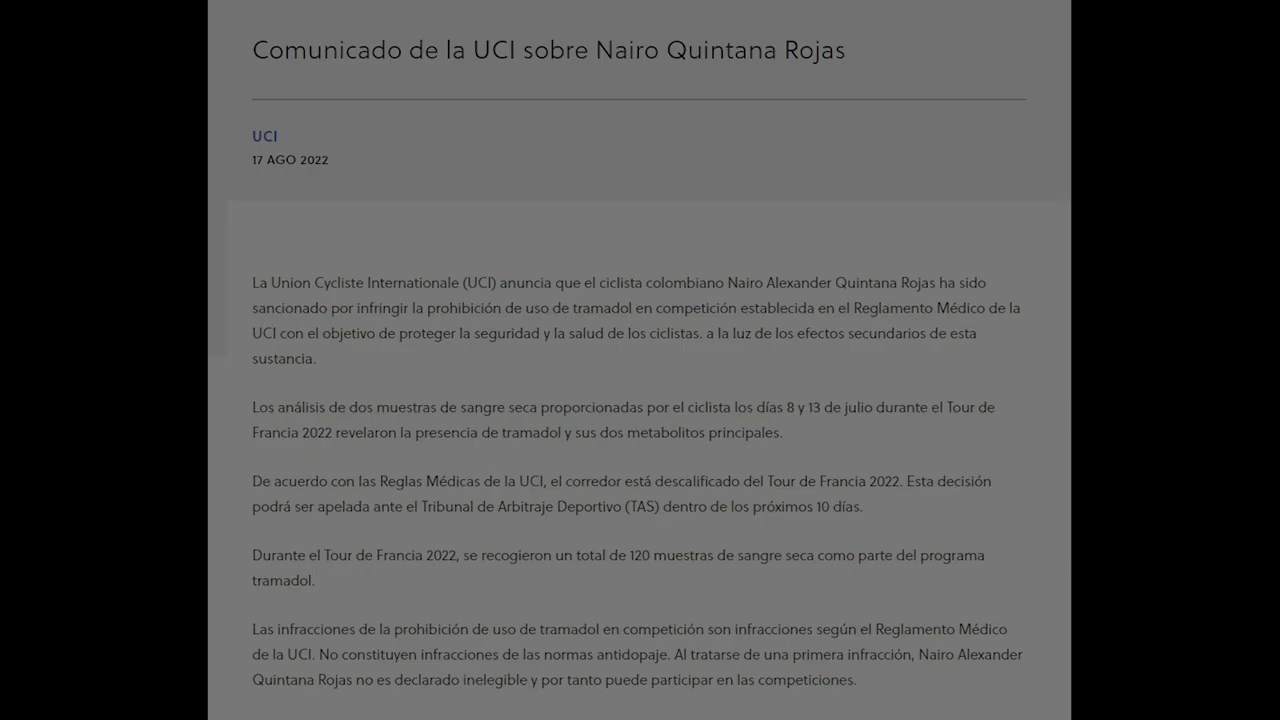 Comunicado de la UCI sobre Nairo Quintana Rojas
UCI
17 AGO 2022
La Union Cycliste Internationale (UCI) anuncia que el ciclista colombiano Nairo Alexander Quintana Rojas ha sido
sancionado por infringir la prohibición de uso de tramadol en competición establecida en el Reglamento Médico de la
UCI con el objetivo de proteger la seguridad y la salud de los ciclistas. a la luz de los efectos secundarios de esta
sustancia.
Los análisis de dos muestras de sangre seca proporcionadas por el ciclista los días 8 y 13 de julio durante el Tour de
Francia 2022 revelaron la presencia de tramadol y sus dos metabolitos principales.
De acuerdo con las Reglas Médicas de la UCI, el corredor está descalificado del Tour de Francia 2022. Esta decisión
podrá ser apelada ante el Tribunal de Arbitraje Deportivo (TAS) dentro de los próximos 10 días.
Durante el Tour de Francia 2022, se recogieron un total de 120 muestras de sangre seca como parte del programa
tramadol.
Las infracciones de la prohibición de uso de tramadol en competición son infracciones según el Reglamento Médico
de la UCI. No constituyen infracciones de las normas antidopaje. Al tratarse de una primera infracción, Nairo Alexander
Quintana Rojas no es declarado inelegible y por tanto puede participar en las competiciones.